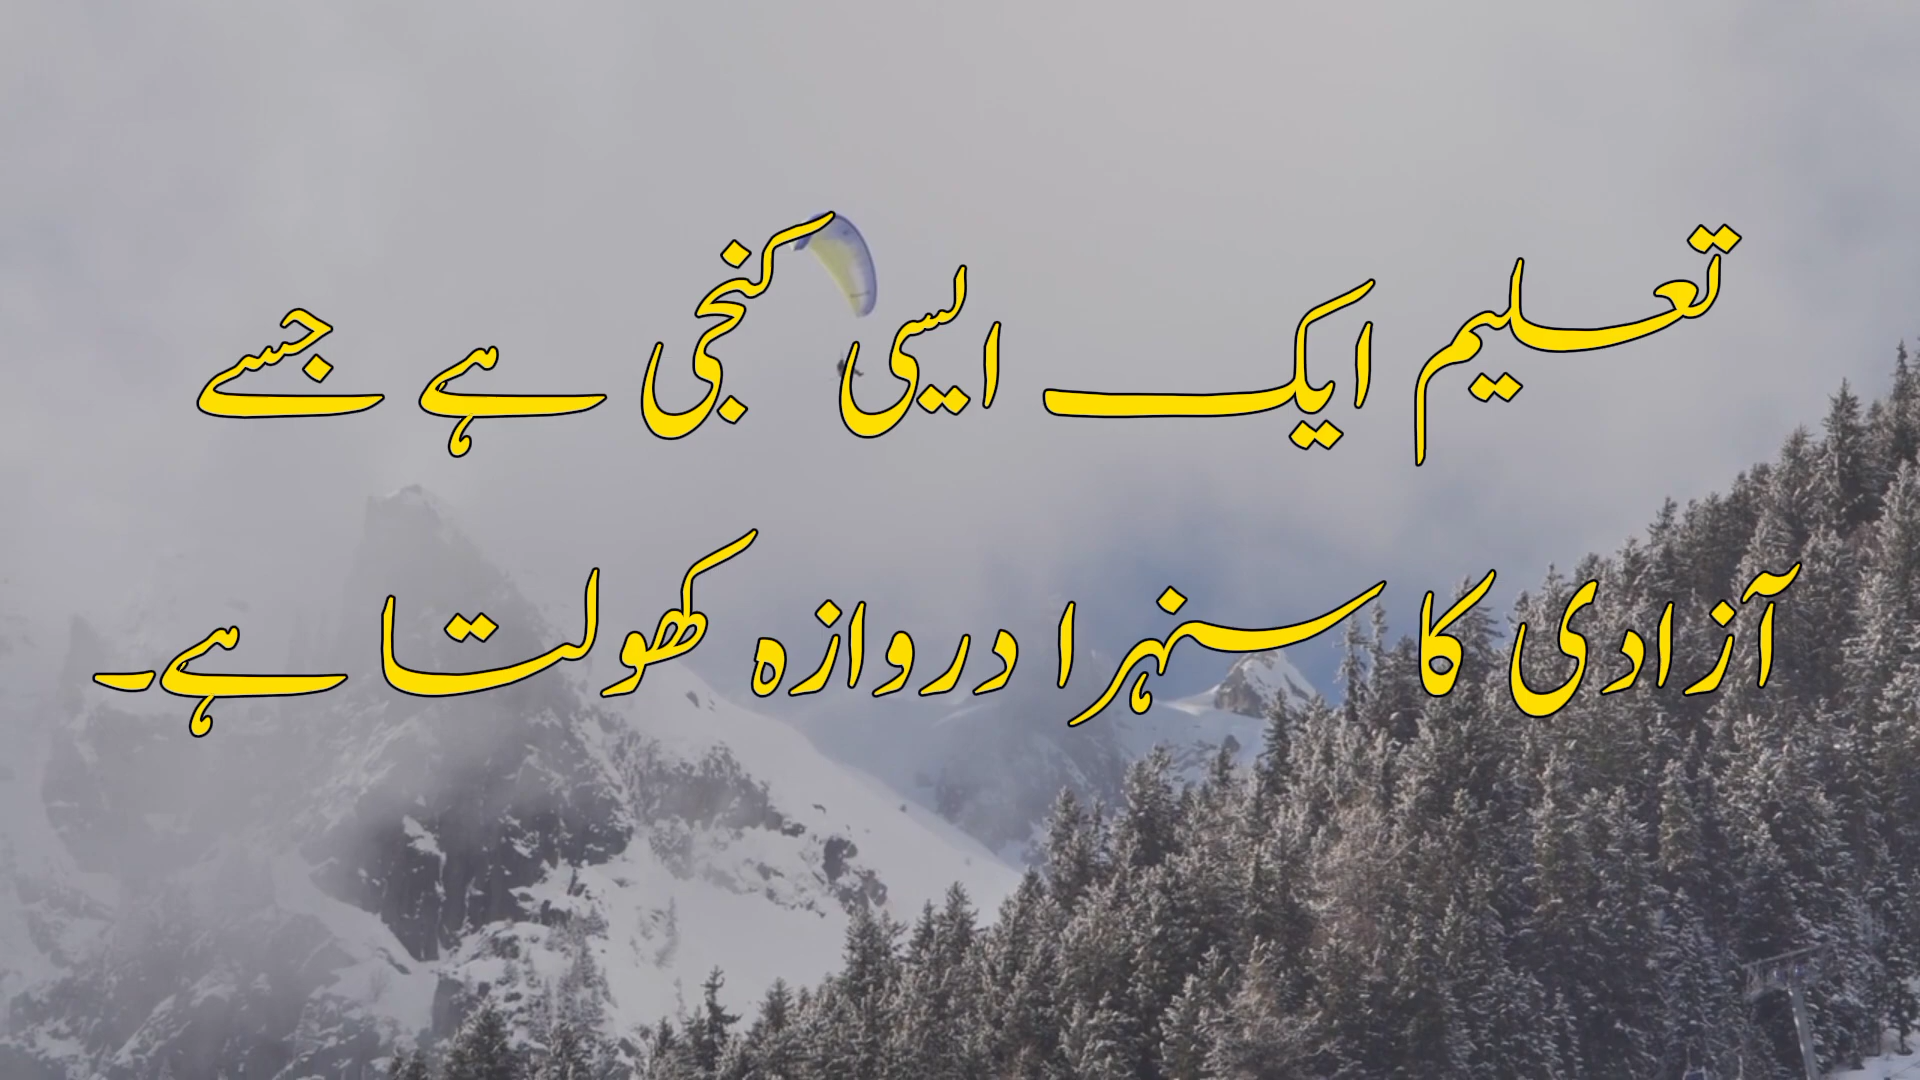 تعلیم ایک ایسی کنجی ہے جسے
آزادی کا سنہرا دروازہ کھولتا ہے۔